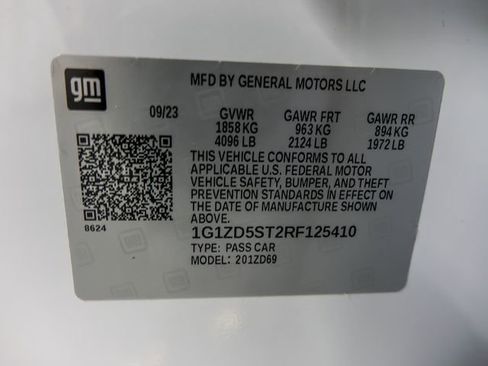 gm
MFD BY GENERAL MOTORS LLC
09/23 GVWR GAWR FRT GAWR RR
1858 KG 963 KG 894 KG
4096 LB 2124 LB 1972 LB
THIS VEHICLE CONFORMS TO ALL
APPLICABLE U.S. FEDERAL MOTOR
VEHICLE SAFETY, BUMPER, AND THEFT
PREVENTION STANDARDS IN EFFECT ON
THE DATE OF MANUFACTURE SHOWN
ABOVE.
8624
1G1ZD5ST2RF125410
TYPE: PASS CAR
MODEL: 201ZD69